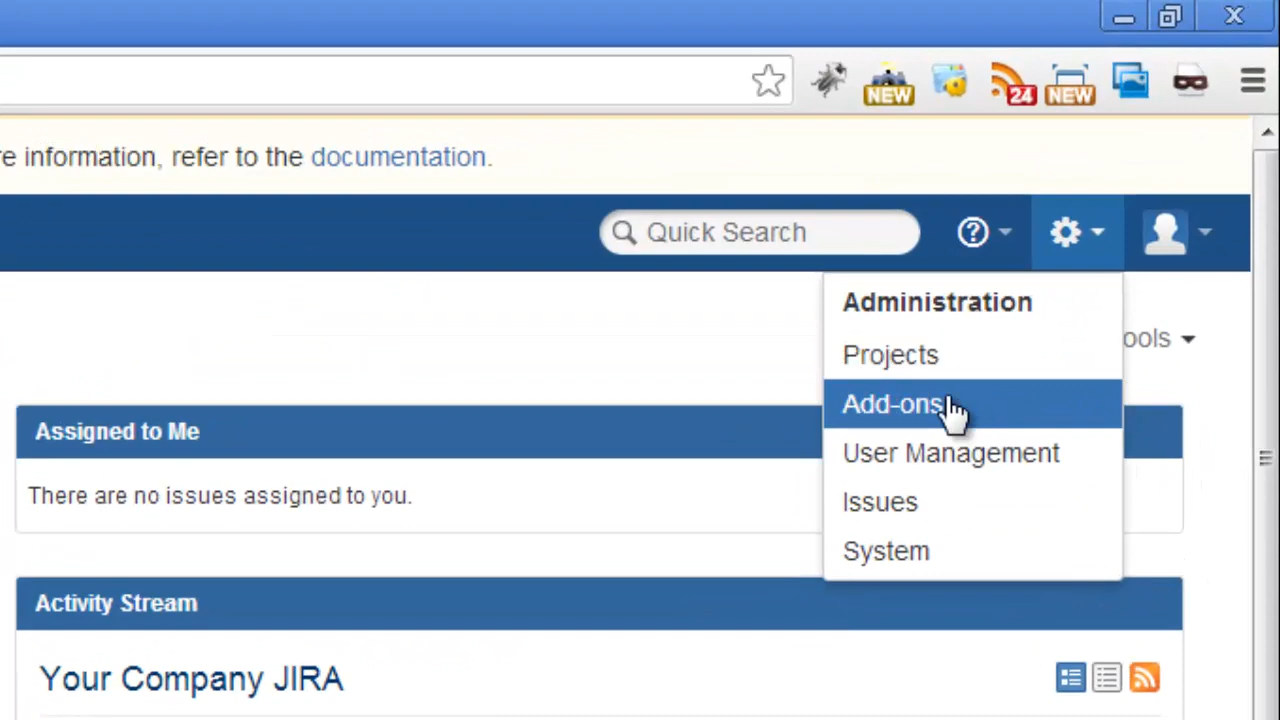 NEW
24
NEW
re information, refer to the documentation.
Quick Search
Administration
ools
Projects
Add-ons
Assigned to Me
User Management
There are no issues assigned to you.
Issues
System
Activity Stream
Your Company JIRA